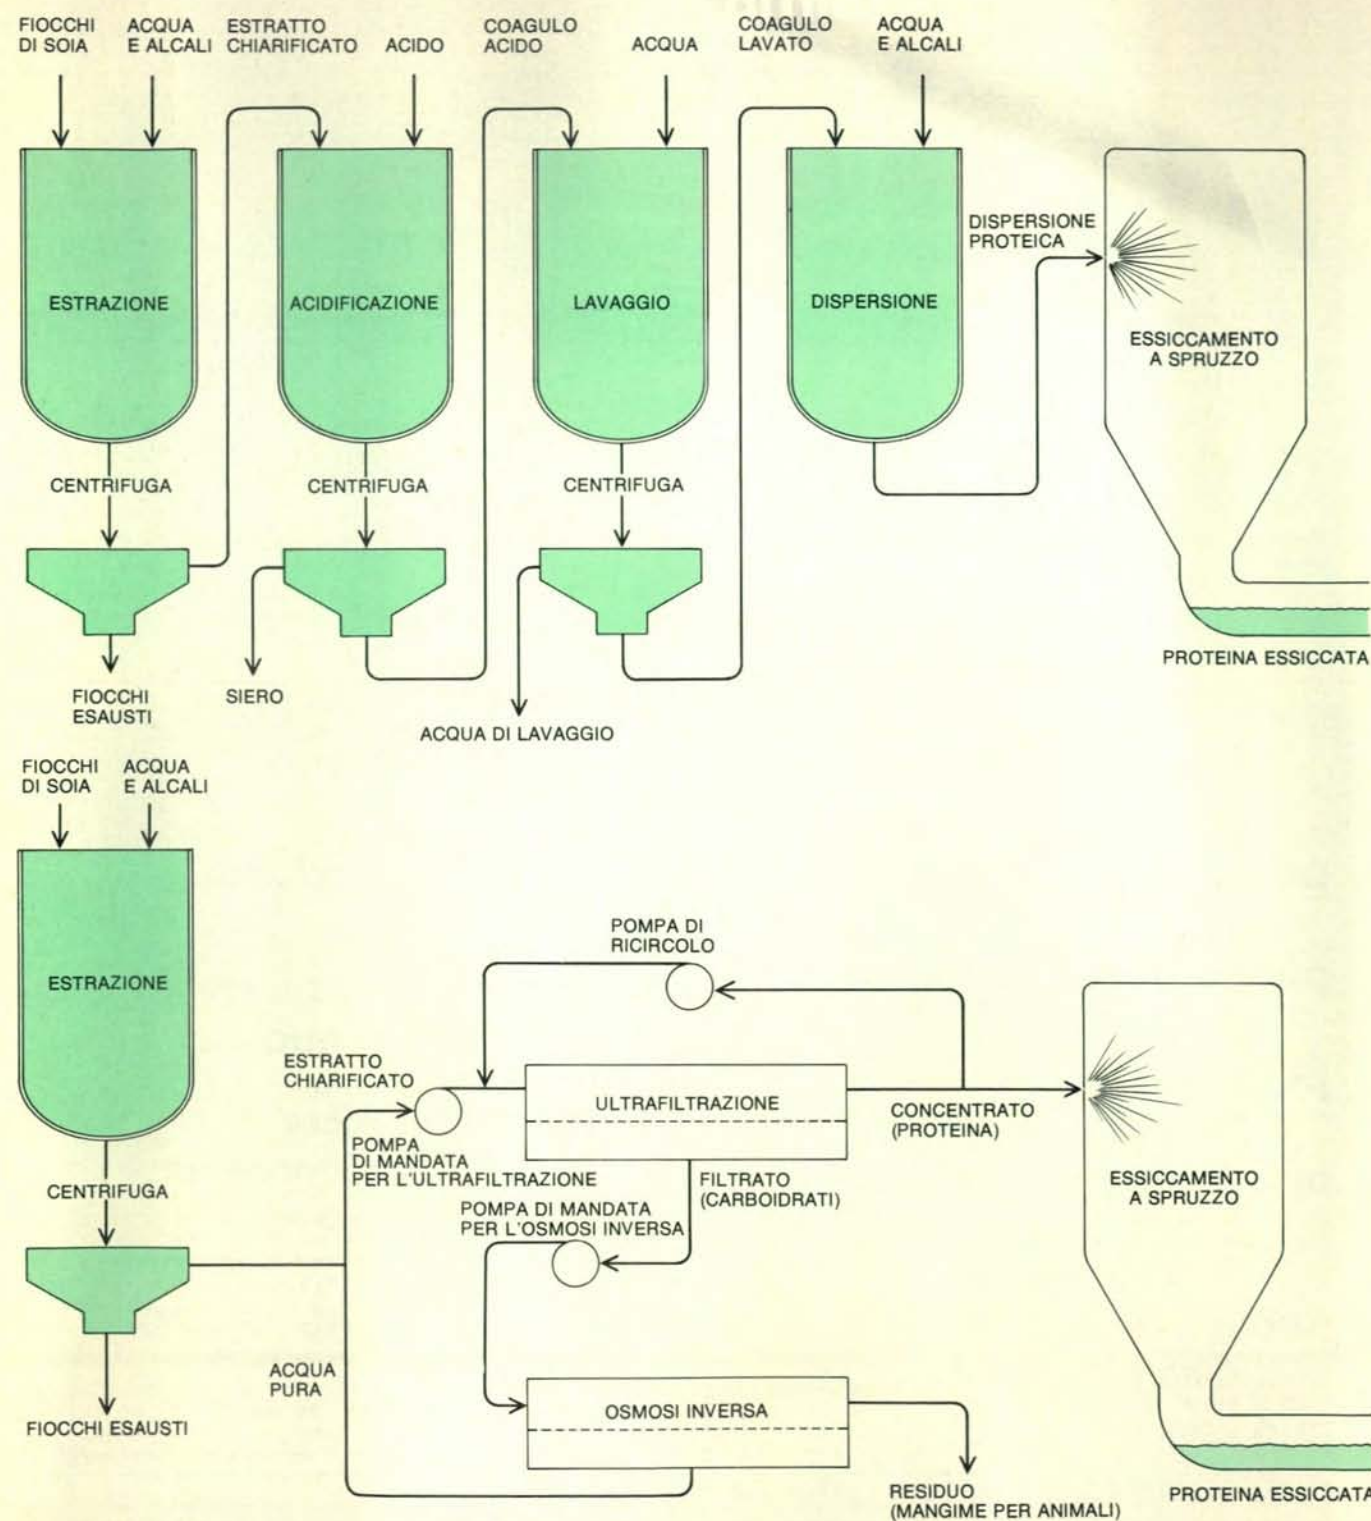 FIOCCHI
DI SOIA
ACQUA
E ALCALI
ESTRATTO
CHIARIFICATO
ACIDO
COAGULO
ACIDO
ACQUA
COAGULO
LAVATO
ACQUA
E ALCALI
ESTRAZIONE
ACIDIFICAZIONE
LAVAGGIO
DISPERSIONE
DISPERSIONE
PROTEICA
ESSICCAMENTO
A SPRUZZO
CENTRIFUGA
CENTRIFUGA
CENTRIFUGA
FIOCCHI
ESAUSTI
SIERO
ACQUA DI LAVAGGIO
PROTEINA ESSICCATA
FIOCCHI
DI SOIA
ACQUA
E ALCALI
ESTRAZIONE
CENTRIFUGA
FIOCCHI ESAUSTI
POMPA DI
RICIRCOLO
ESTRATTO
CHIARIFICATO
POMPA
DI MANDATA
PER L'ULTRAFILTRAZIONE
ULTRAFILTRAZIONE
CONCENTRATO
(PROTEINA)
FILTRATO
(CARBOIDRATI)
POMPA DI MANDATA
PER L'OSMOSI INVERSA
ACQUA
PURA
OSMOSI INVERSA
RESIDUO
(MANGIME PER ANIMALI)
ESSICCAMENTO
A SPRUZZO
PROTEINA ESSICCATA